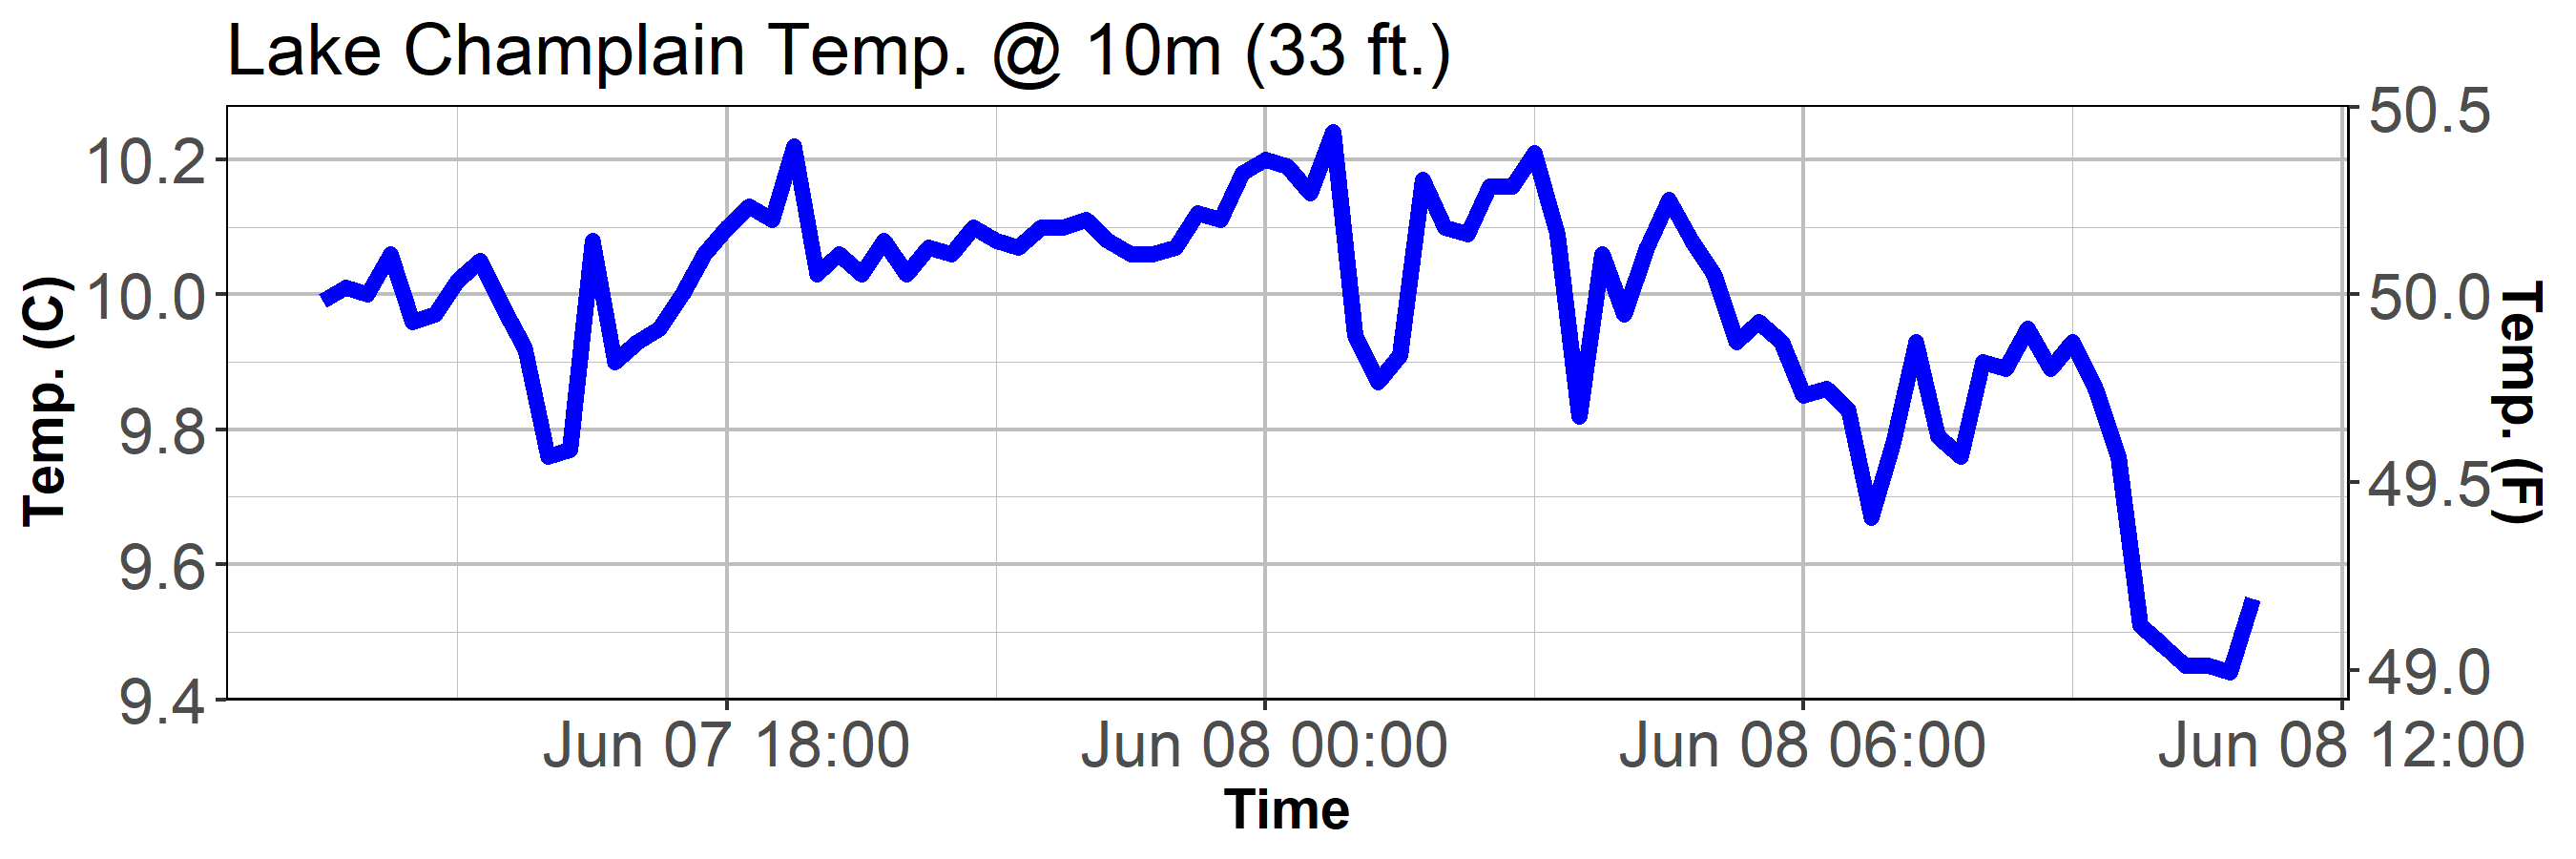 Lake Champlain Temp. @ 10m (33 ft.)
Temp. (C)
10.2
10.0
9.8
9.6
9.4
50.5
50.0
49.5
49.0
Temp. (F)
Jun 07 18:00
Jun 08 00:00
Jun 08 06:00
Jun 08 12:00
Time